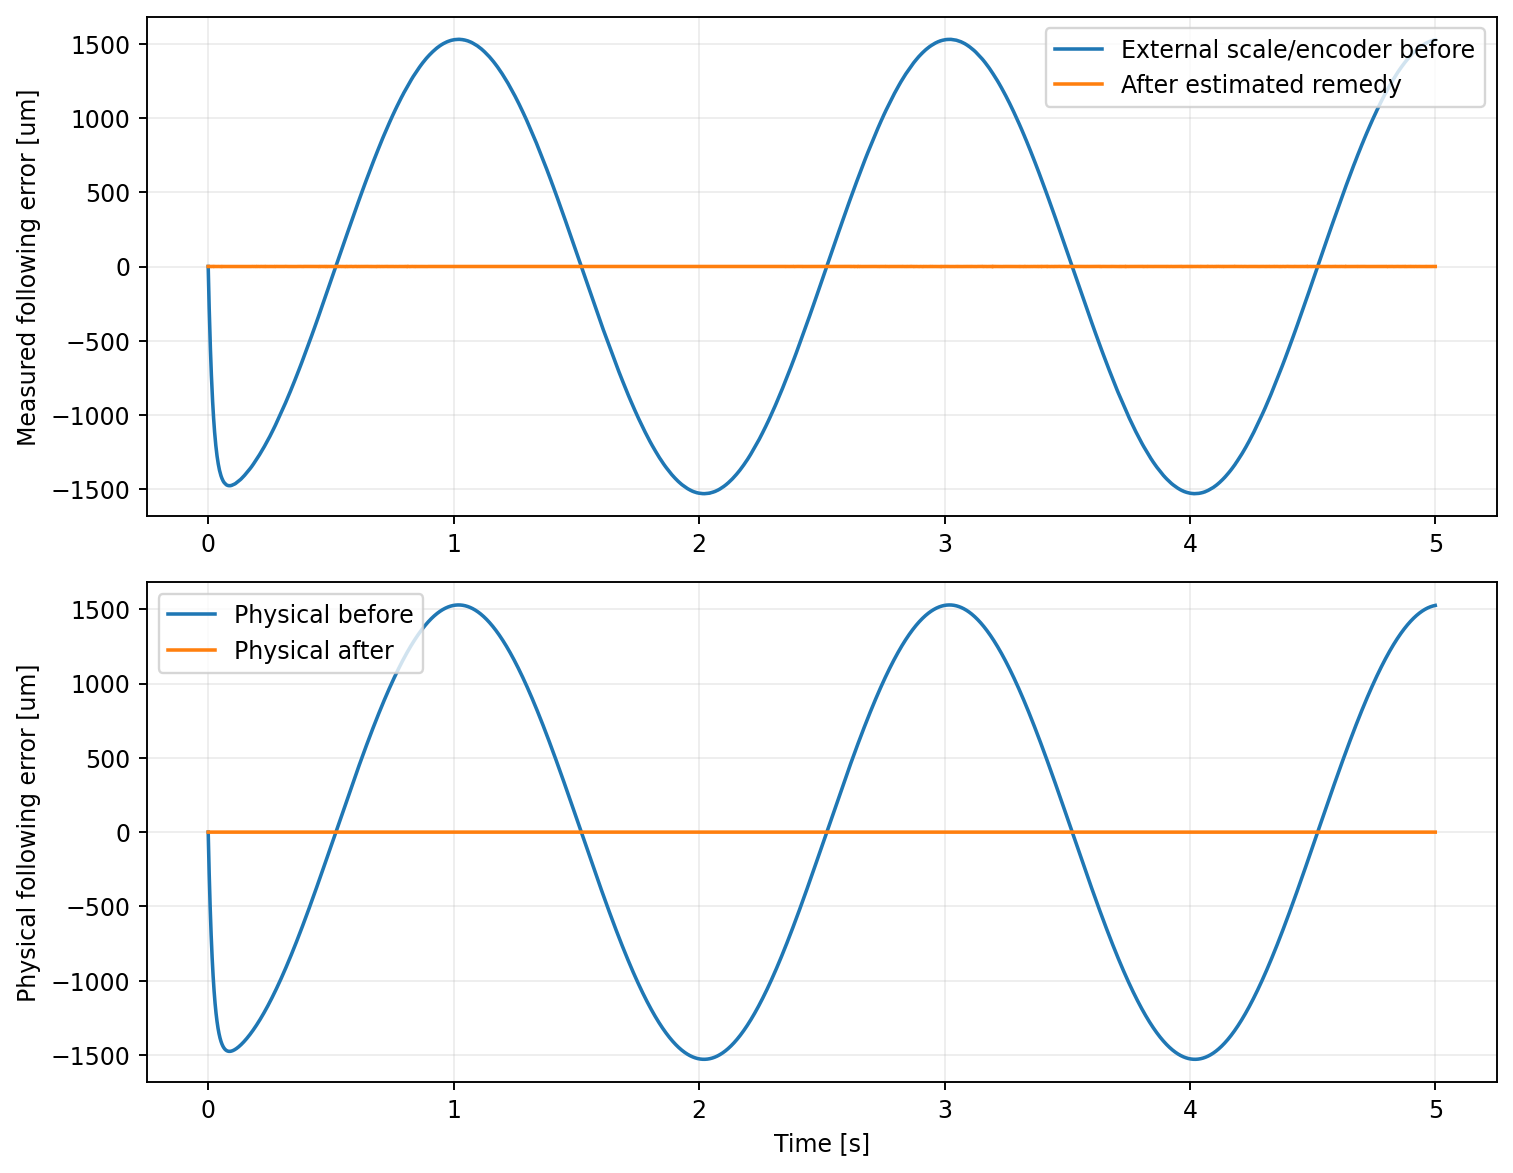 Measured following error [um]
1500
1000
500
0
−500
−1000
−1500
External scale/encoder before
After estimated remedy
0 1 2 3 4 5
Physical following error [um]
1500
1000
500
0
−500
−1000
−1500
Physical before
Physical after
0 1 2 3 4 5
Time [s]